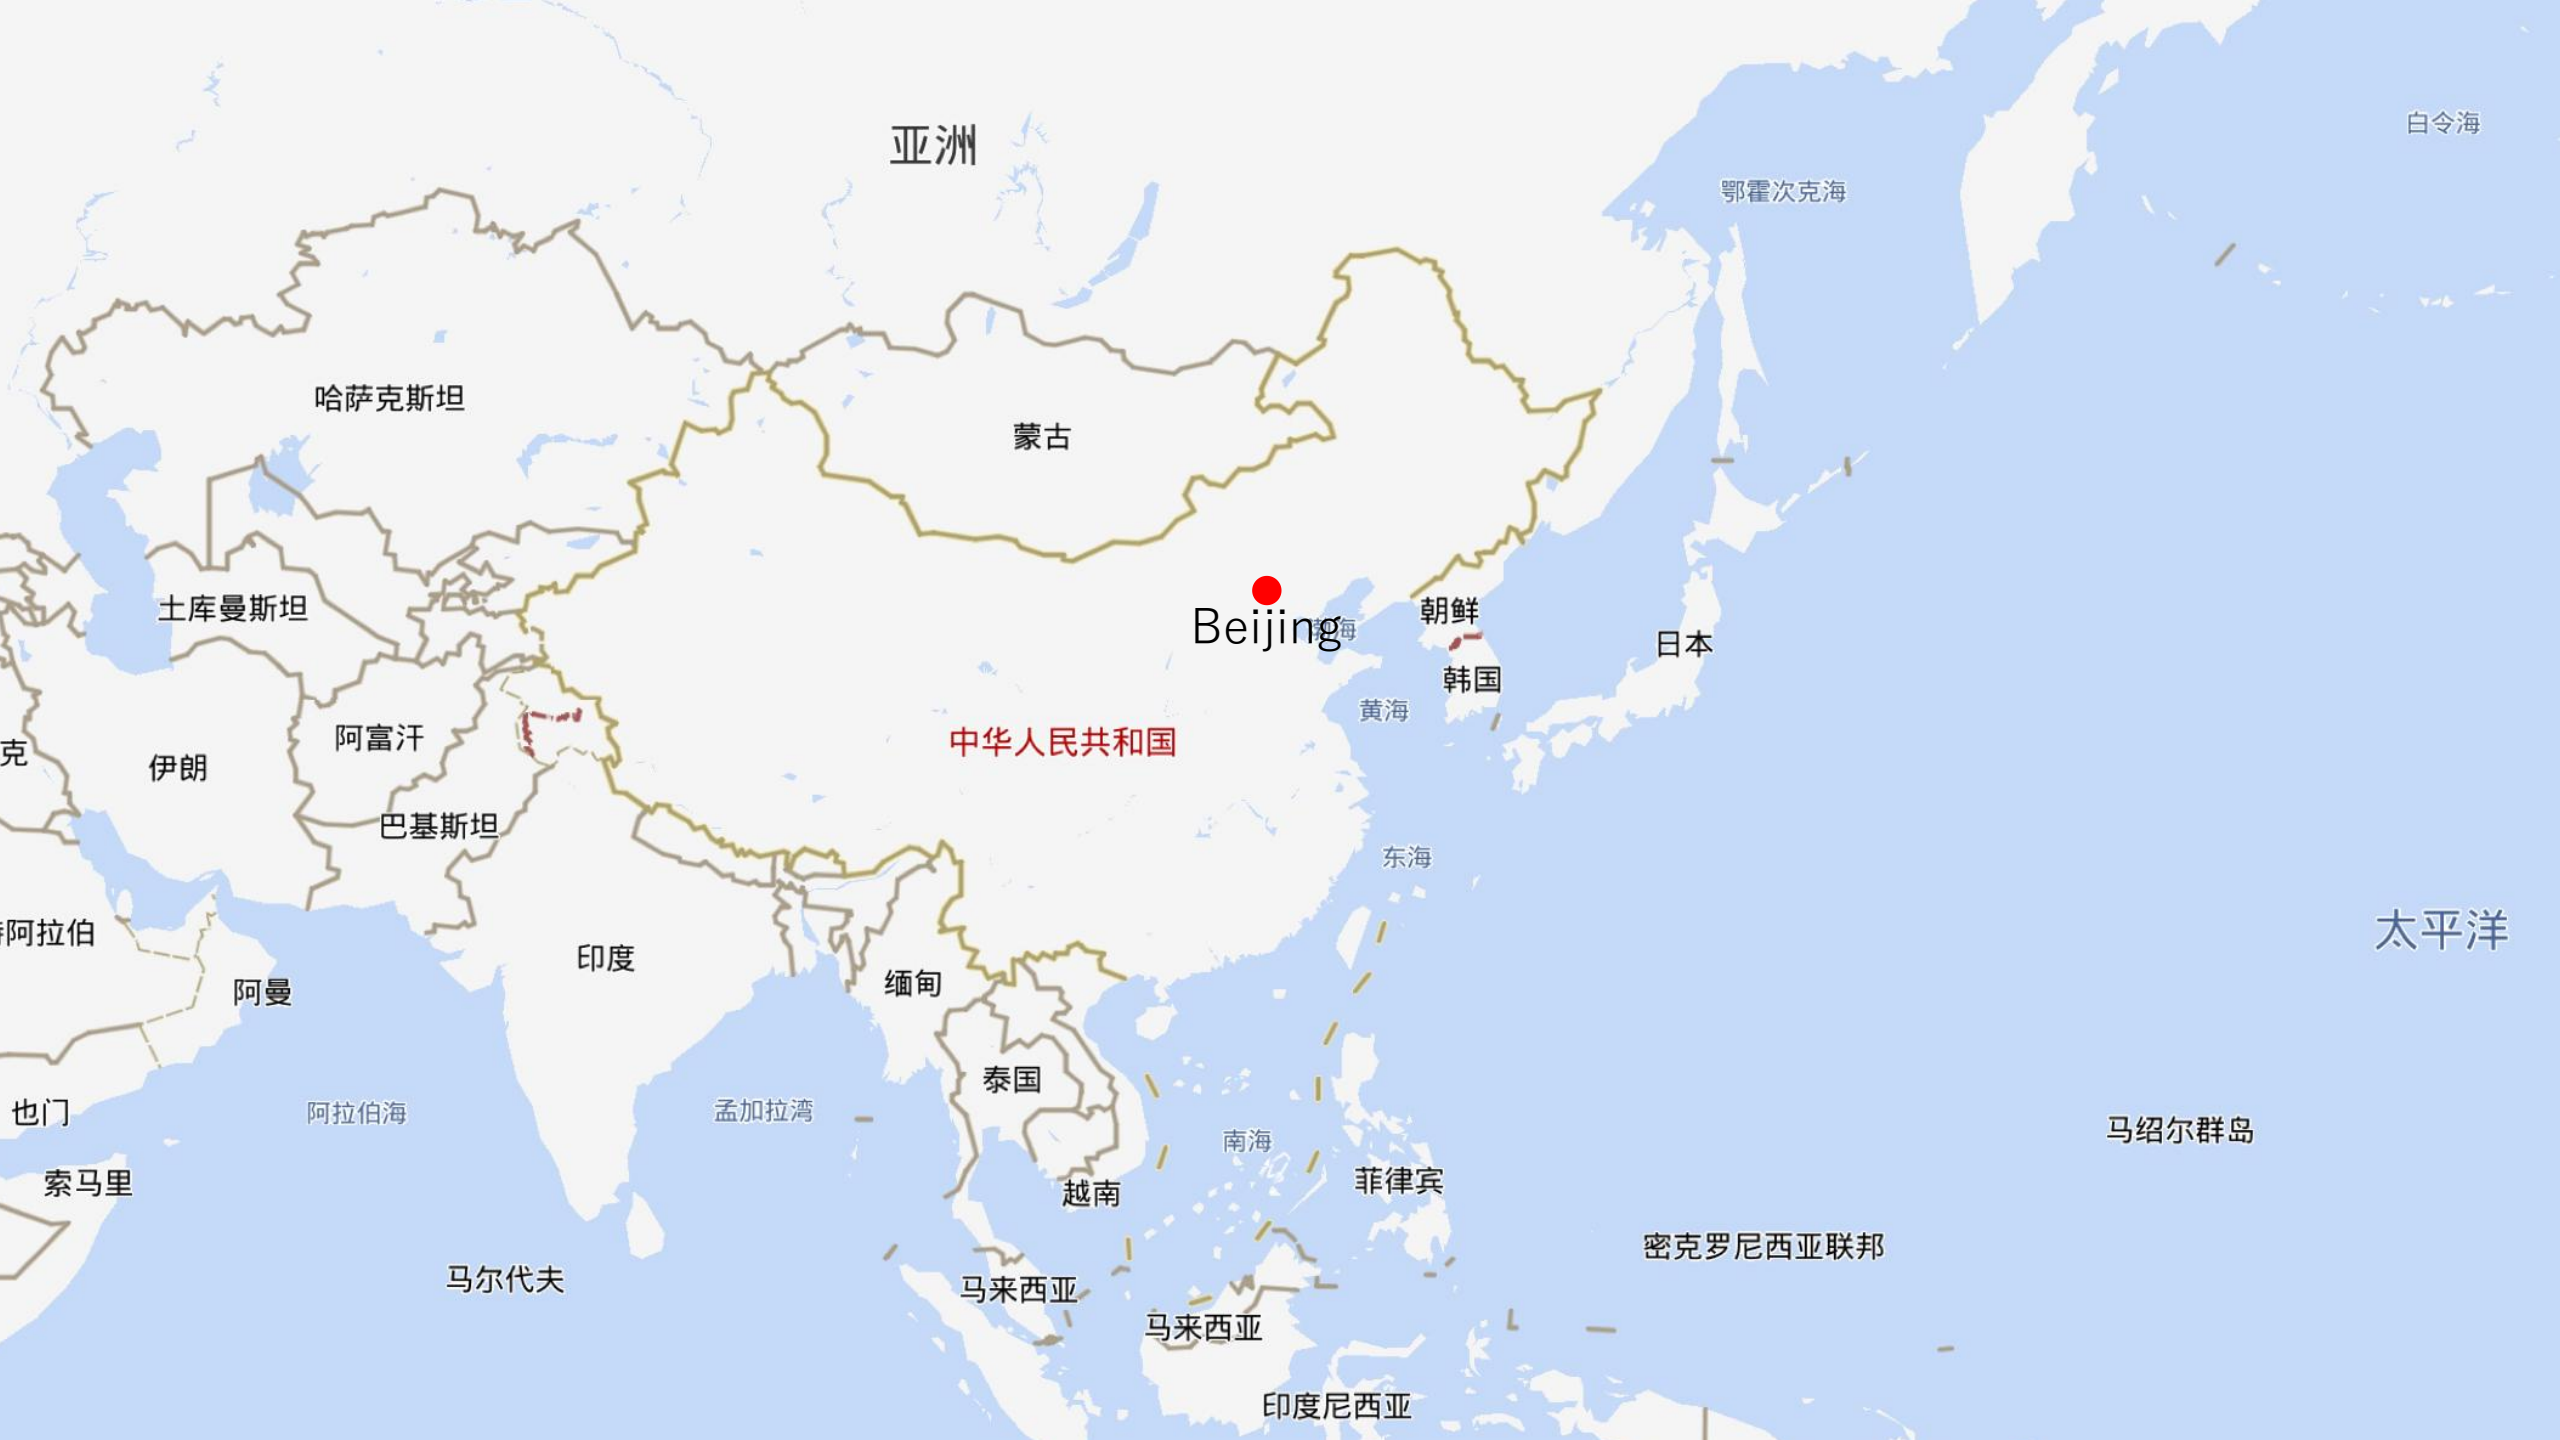 白令海
亚洲
鄂霍次克海
哈萨克斯坦
蒙古
土库曼斯坦
Beijing
渤海
朝鲜
日本
韩国
黄海
阿富汗
中华人民共和国
克
伊朗
巴基斯坦
东海
阿拉伯
太平洋
印度
缅甸
阿曼
泰国
也门
阿拉伯海
孟加拉湾
南海
马绍尔群岛
索马里
菲律宾
越南
密克罗尼西亚联邦
马尔代夫
马来西亚
马来西亚
印度尼西亚